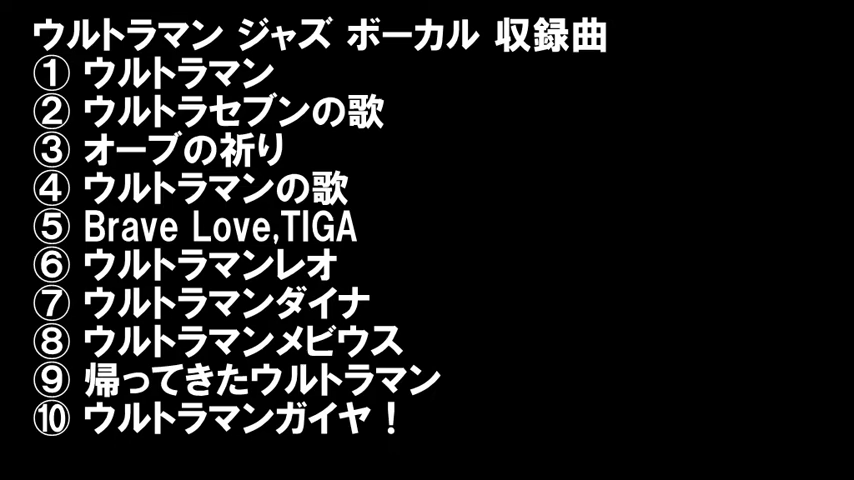 ウルトラマン ジャズ ボーカル 収録曲
① ウルトラマン
② ウルトラセブンの歌
③ オーブの祈り
④ ウルトラマンの歌
⑤ Brave Love,TIGA
⑥ ウルトラマンレオ
⑦ ウルトラマンダイナ
⑧ ウルトラマンメビウス
⑨ 帰ってきたウルトラマン
⑩ ウルトラマンガイヤ！